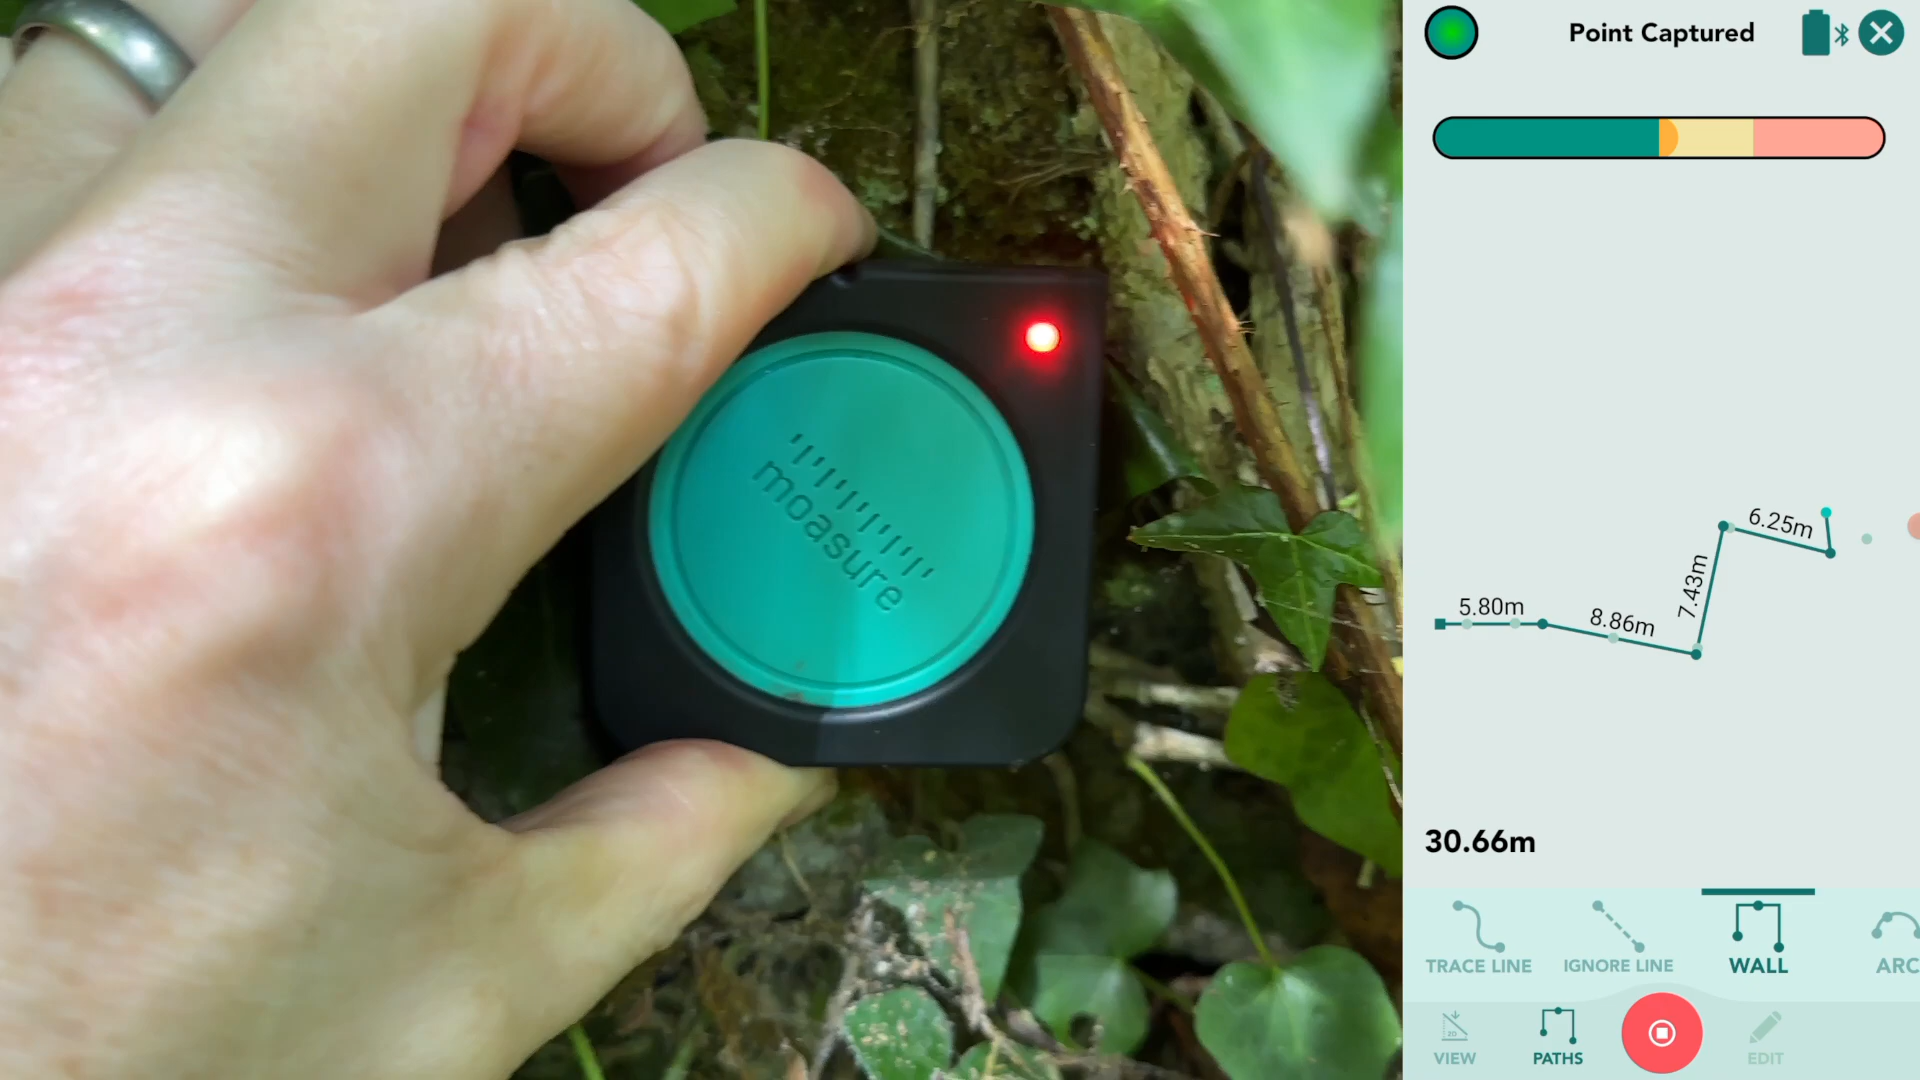 moasure
Point Captured
6.25m
7.43m
5.80m
8.86m
30.66m
TRACE LINE
IGNORE LINE
WALL
ARC
2D
VIEW
PATHS
EDIT